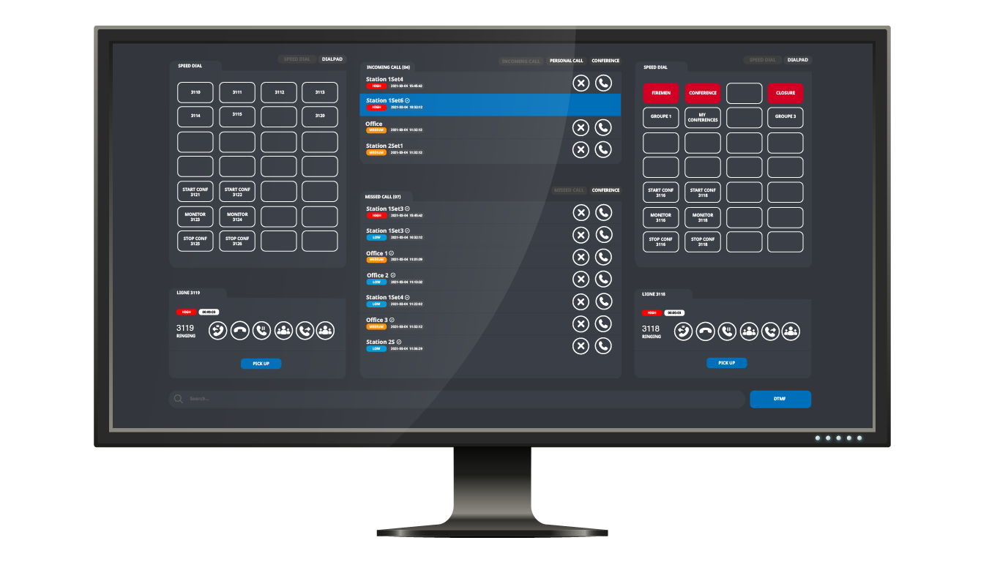 SPEED DIAL
DIALPAD
SPEED DIAL
3110
3111
3112
3113
3114
3115
3120
START CONF
3121
START CONF
3122
MONITOR
3123
MONITOR
3124
STOP CONF
3125
STOP CONF
3126
LIGNE 3119
HIGH
00:00:03
3119
RINGING
PICK UP
INCOMING CALL
PERSONAL CALL
CONFERENCE
INCOMING CALL (04)
Station 1Set4
HIGH 2021-03-04 15:45:42
Station 1Set6
HIGH 2021-03-04 10:32:12
Office
MEDIUM 2021-03-04 11:32:12
Station 2Set1
MEDIUM 2021-03-04 11:32:12
MISSED CALL
CONFERENCE
MISSED CALL (07)
Station 1Set3
HIGH 2021-03-04 15:45:42
Station 1Set3
LOW 2021-03-04 10:32:12
Office 1
MEDIUM 2021-03-04 11:01:09
Office 2
LOW 2021-03-04 11:13:32
Station 1Set4
LOW 2021-03-04 11:22:02
Office 3
MEDIUM 2021-03-04 11:32:12
Station 2S
LOW 2021-03-04 11:56:29
SPEED DIAL
DIALPAD
SPEED DIAL
FIREMEN
CONFERENCE
CLOSURE
GROUPE 1
MY
CONFERENCES
GROUPE 3
START CONF
3116
START CONF
3118
MONITOR
3116
MONITOR
3118
STOP CONF
3116
STOP CONF
3118
LIGNE 3118
HIGH
00:00:03
3118
RINGING
PICK UP
Search...
DTMF